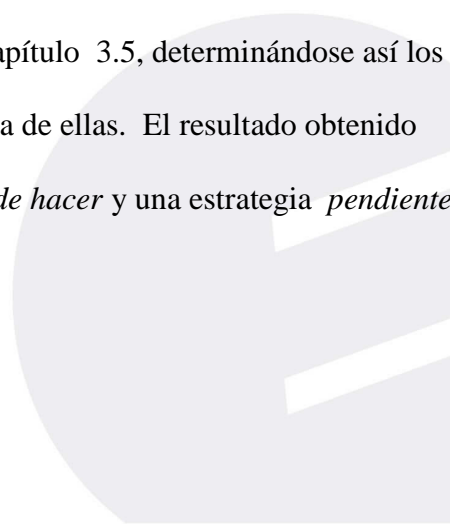 apítulo 3.5, determinándose así los
a de ellas. El resultado obtenido
de hacer y una estrategia pendiente